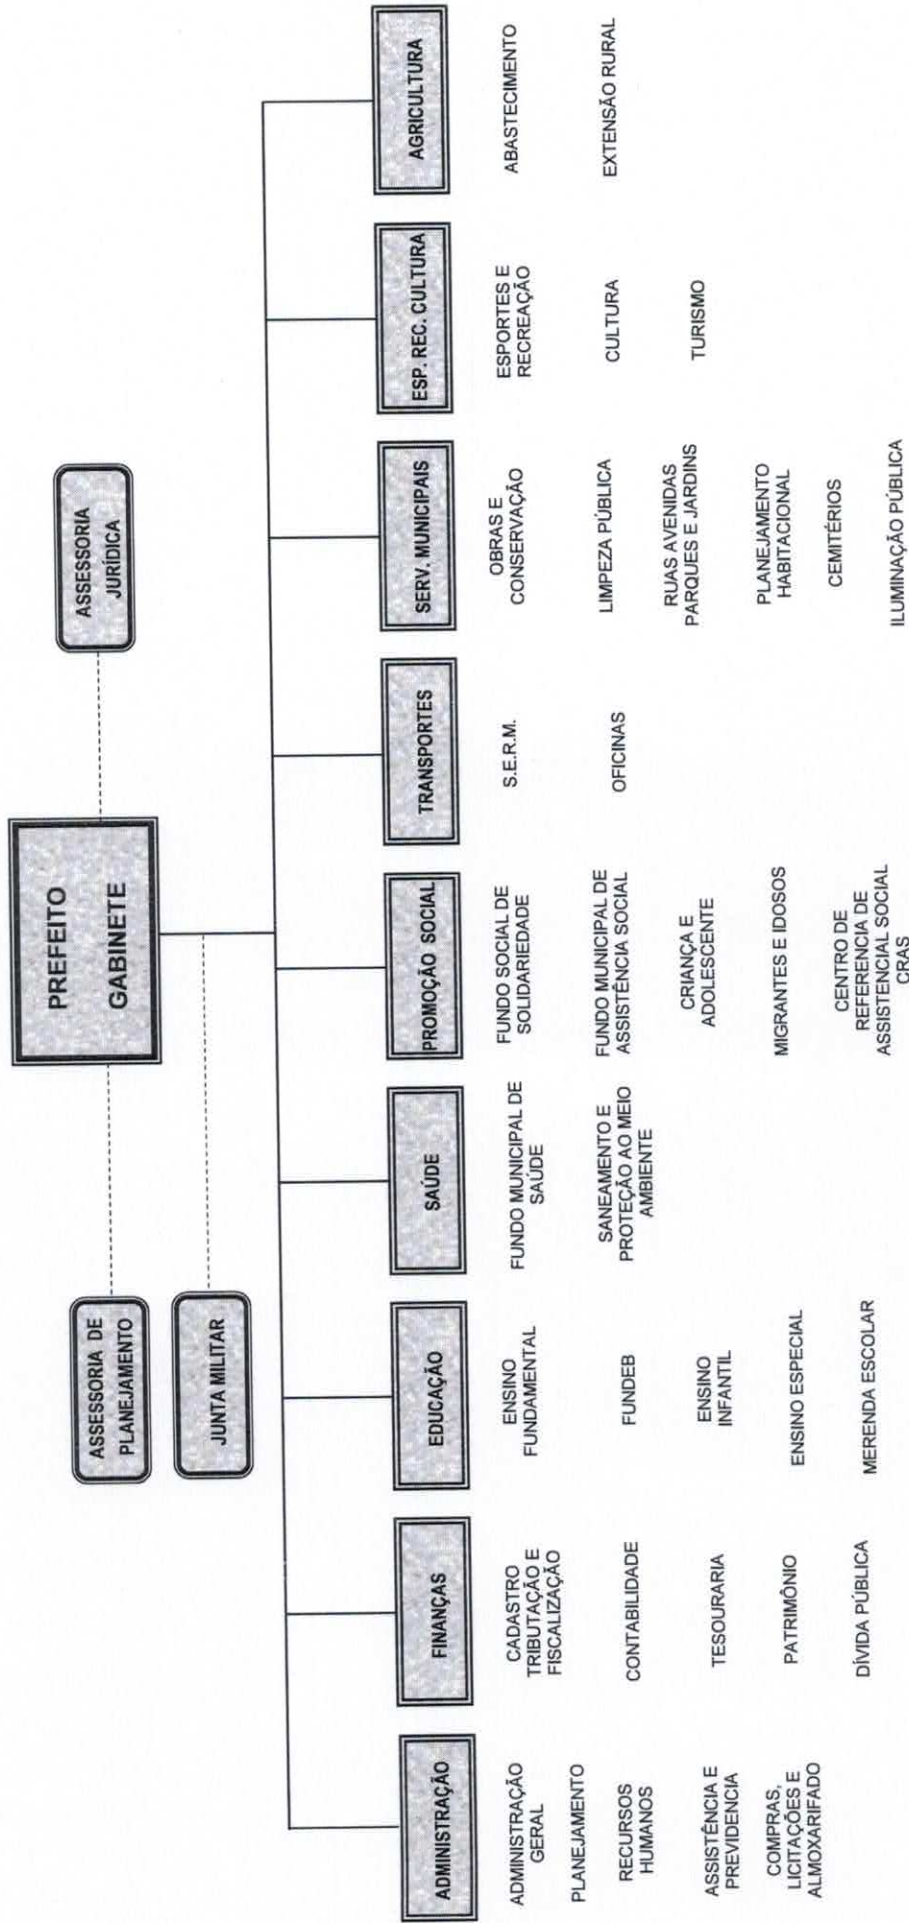 PREFEITO
GABINETE
ASSESSORIA DE
PLANEJAMENTO
ASSESSORIA
JURÍDICA
JUNTA MILITAR
ADMINISTRAÇÃO
ADMINISTRAÇÃO
GERAL
PLANEJAMENTO
RECURSOS
HUMANOS
ASSISTÊNCIA E
PREVIDENCIA
COMPRAS,
LICITAÇÕES E
ALMOXARIFADO
FINANÇAS
CADASTRO
TRIBUTAÇÃO E
FISCALIZAÇÃO
CONTABILIDADE
TESOURARIA
PATRIMÔNIO
DÍVIDA PÚBLICA
EDUCAÇÃO
ENSINO
FUNDAMENTAL
FUNDEB
ENSINO
INFANTIL
ENSINO ESPECIAL
MERENDA ESCOLAR
SAÚDE
FUNDO MUNICIPAL DE
SAÚDE
SANEAMENTO E
PROTEÇÃO AO MEIO
AMBIENTE
PROMOÇÃO SOCIAL
FUNDO SOCIAL DE
SOLIDARIEDADE
FUNDO MUNICIPAL DE
ASSISTÊNCIA SOCIAL
CRIANÇA E
ADOLESCENTE
MIGRANTES E IDOSOS
CENTRO DE
REFERENCIA DE
ASSISTENCIAL SOCIAL
CRAS
TRANSPORTES
S.E.R.M.
OFICINAS
SERV. MUNICIPAIS
OBRAS E
CONSERVAÇÃO
LIMPEZA PÚBLICA
RUAS AVENIDAS
PARQUES E JARDINS
PLANEJAMENTO
HABITACIONAL
CEMITÉRIOS
ILUMINAÇÃO PÚBLICA
ESP. REC. CULTURA
ESPORTES E
RECREAÇÃO
CULTURA
TURISMO
AGRICULTURA
ABASTECIMENTO
EXTENSÃO RURAL